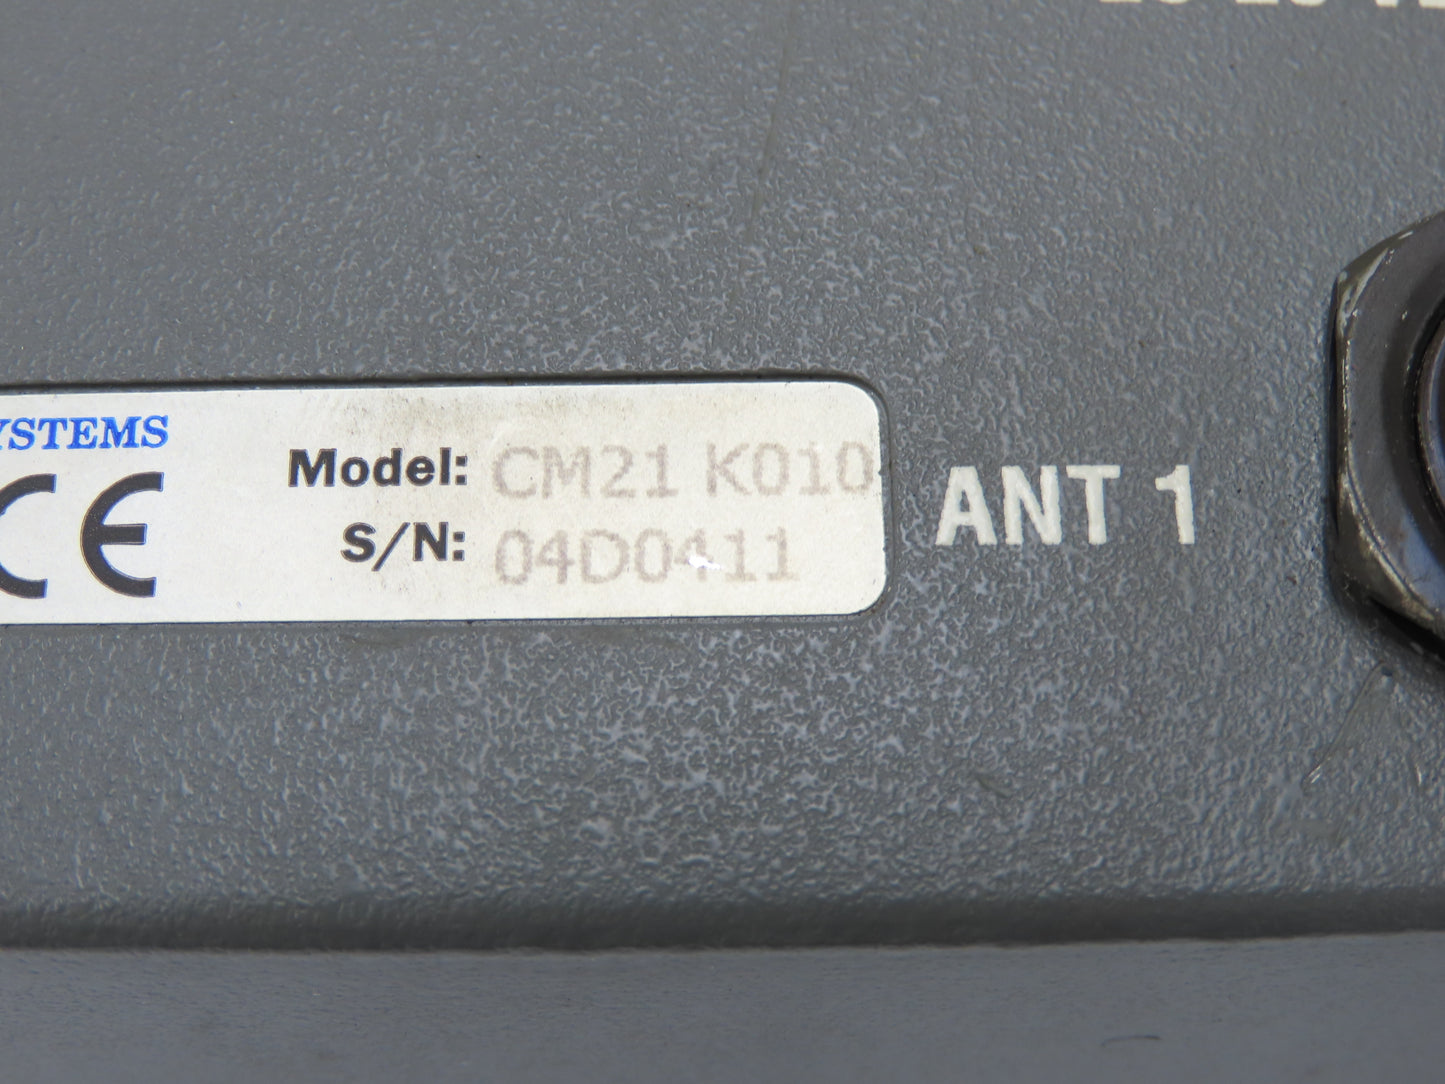 YSTEMS
CE
Model: CM21 K010
S/N: 04D0411
ANT 1